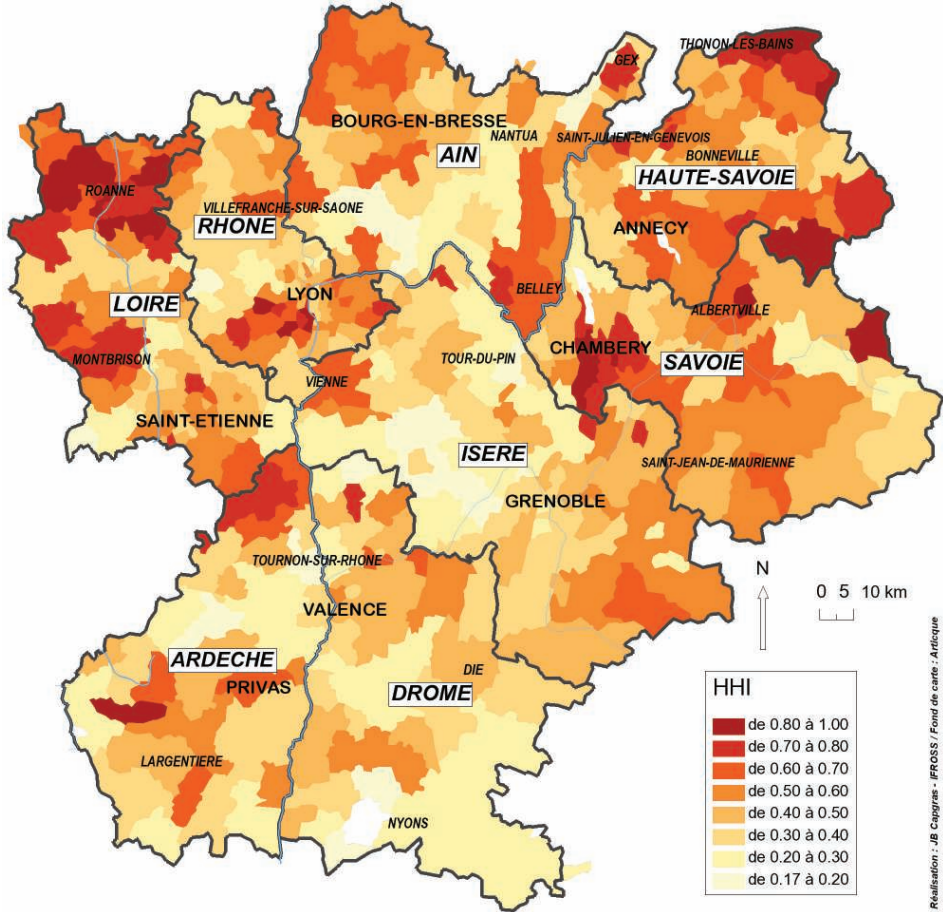 THONON-LES-BAINS
GEX
BOURG-EN-BRESSE
NANTUA
SAINT-JULIEN-EN-GENEVOIS
AIN
BONNEVILLE
HAUTE-SAVOIE
ROANNE
VILLEFRANCHE-SUR-SAONE
RHONE
ANNECY
LYON
BELLEY
LOIRE
ALBERTVILLE
MONTBRISON
TOUR-DU-PIN
CHAMBERY
SAVOIE
VIENNE
SAINT-ETIENNE
ISERE
SAINT-JEAN-DE-MAURIENNE
GRENOBLE
TOURNON-SUR-RHONE
VALENCE
N
0 5 10 km
ARDECHE
DIE
PRIVAS
DROME
LARGENTIERE
NYONS
HHI
de 0.80 à 1.00
de 0.70 à 0.80
de 0.60 à 0.70
de 0.50 à 0.60
de 0.40 à 0.50
de 0.30 à 0.40
de 0.20 à 0.30
de 0.17 à 0.20
Réalisation : JB Capgras - IFROSS / Fond de carte : Articque